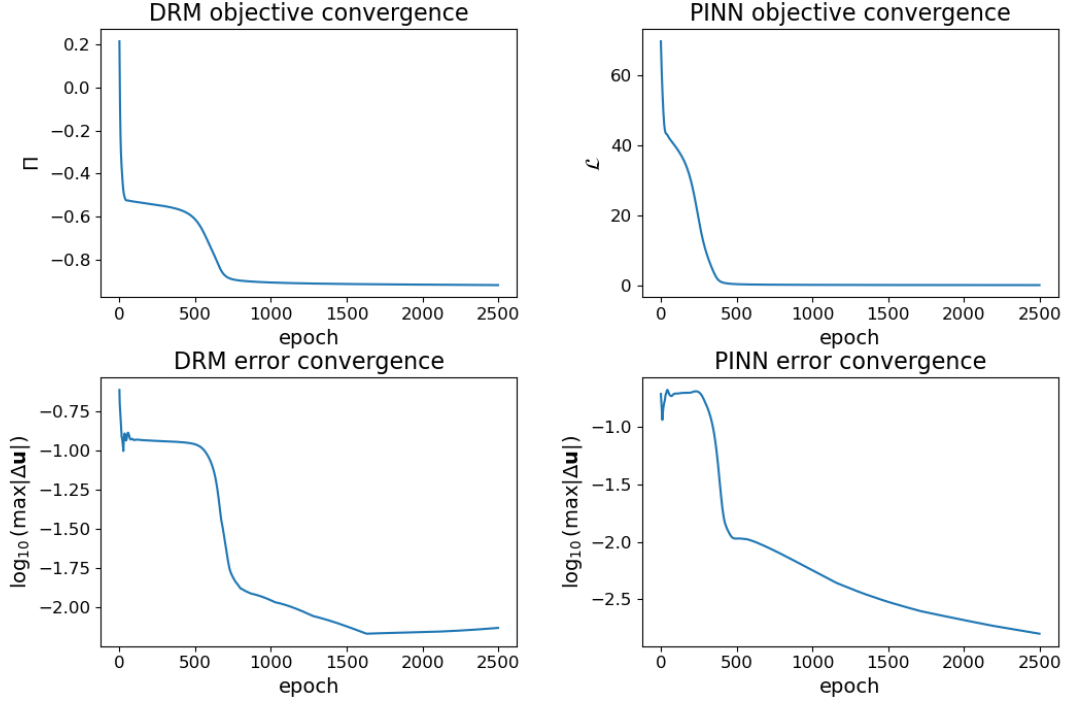 DRM objective convergence
0.2
0.0
−0.2
−0.4
−0.6
−0.8
Π
0 500 1000 1500 2000 2500
epoch
PINN objective convergence
60
40
20
0
ℒ
0 500 1000 1500 2000 2500
epoch
DRM error convergence
−0.75
−1.00
−1.25
−1.50
−1.75
−2.00
log₁₀(max|Δu|)
0 500 1000 1500 2000 2500
epoch
PINN error convergence
−1.0
−1.5
−2.0
−2.5
log₁₀(max|Δu|)
0 500 1000 1500 2000 2500
epoch